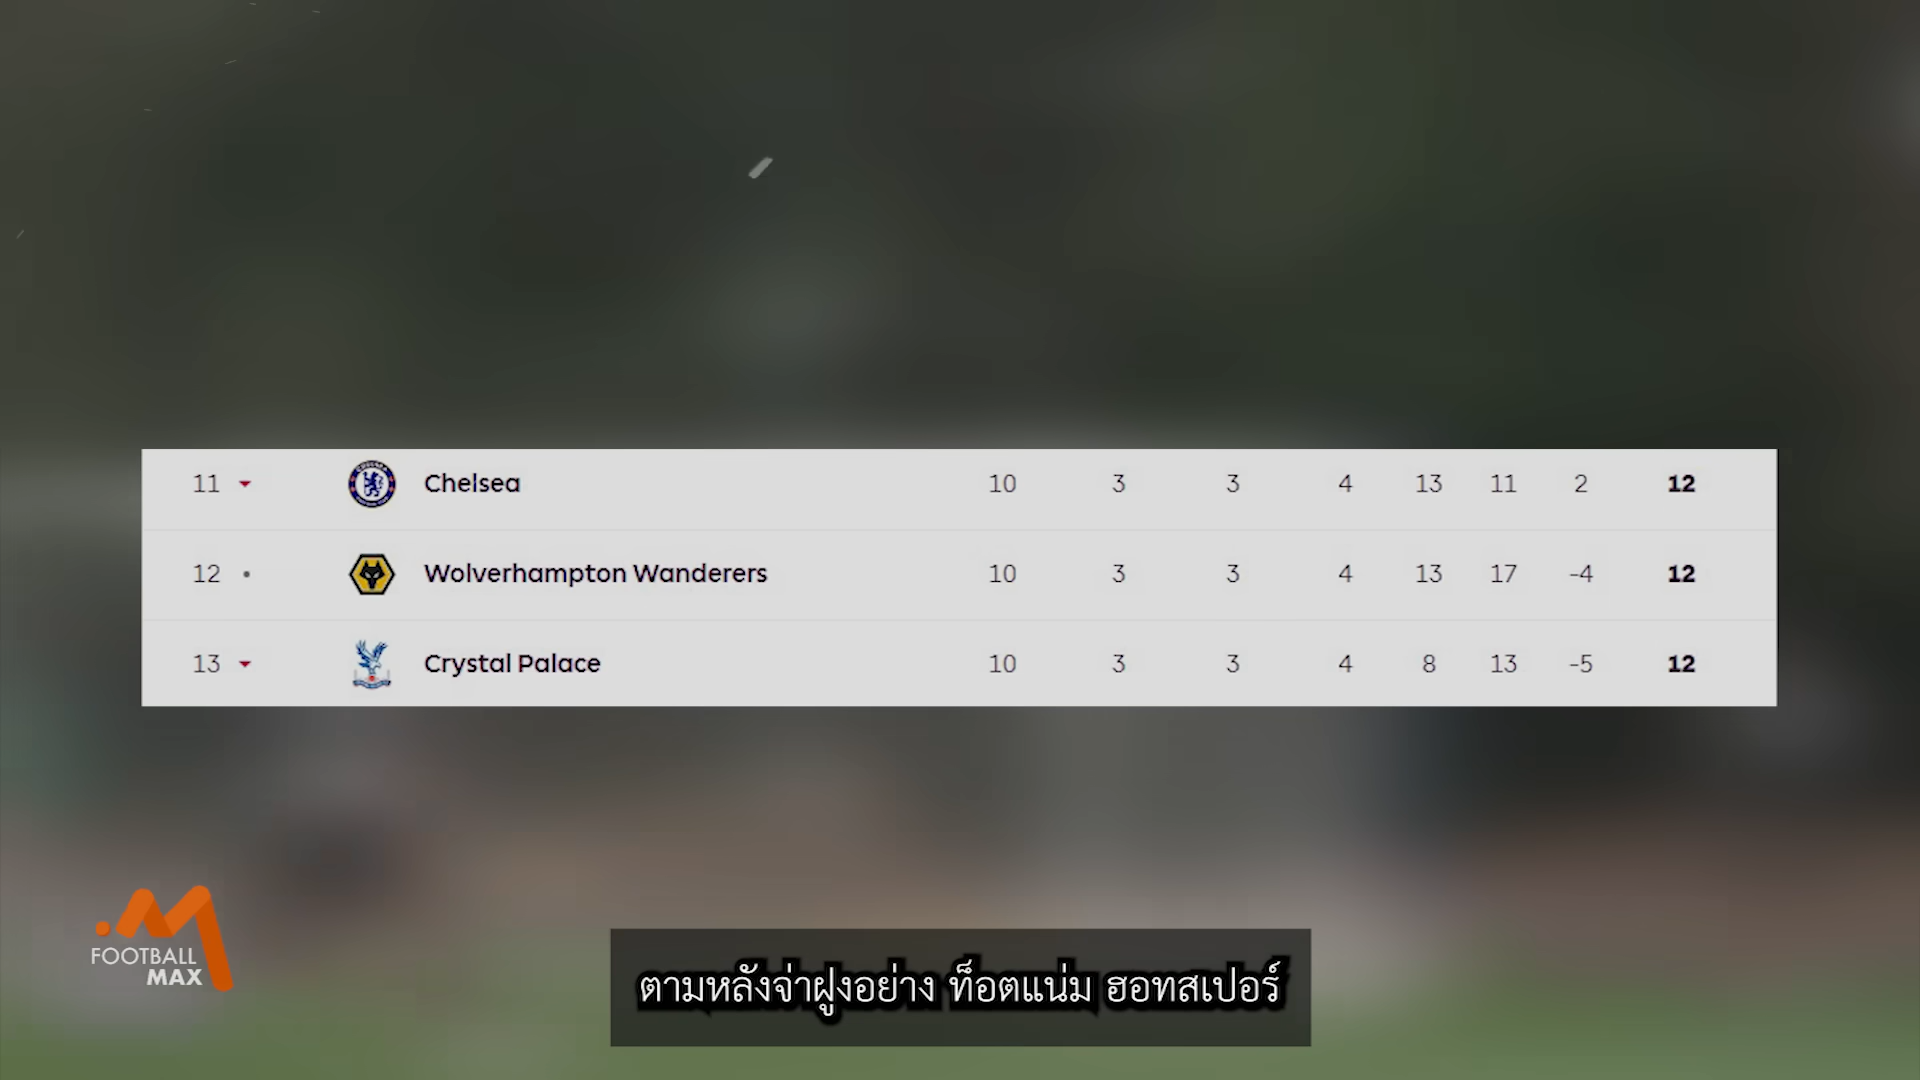 11 Chelsea 10 3 3 4 13 11 2 12
12 Wolverhampton Wanderers 10 3 3 4 13 17 -4 12
13 Crystal Palace 10 3 3 4 8 13 -5 12
FOOTBALL
MAX
ตามหลังจ่าฝูงอย่าง ท็อตแน่ม ฮอทสเปอร์